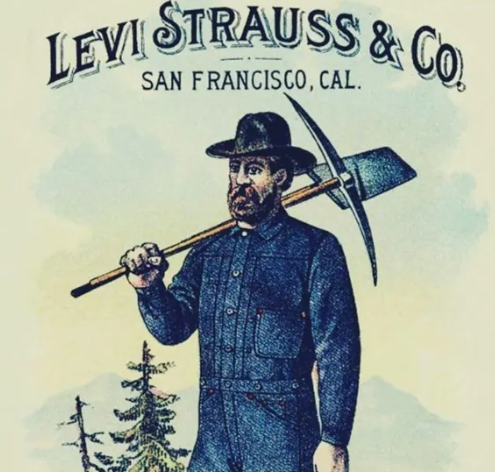 LEVI STRAUSS & CO.
SAN FRANCISCO, CAL.